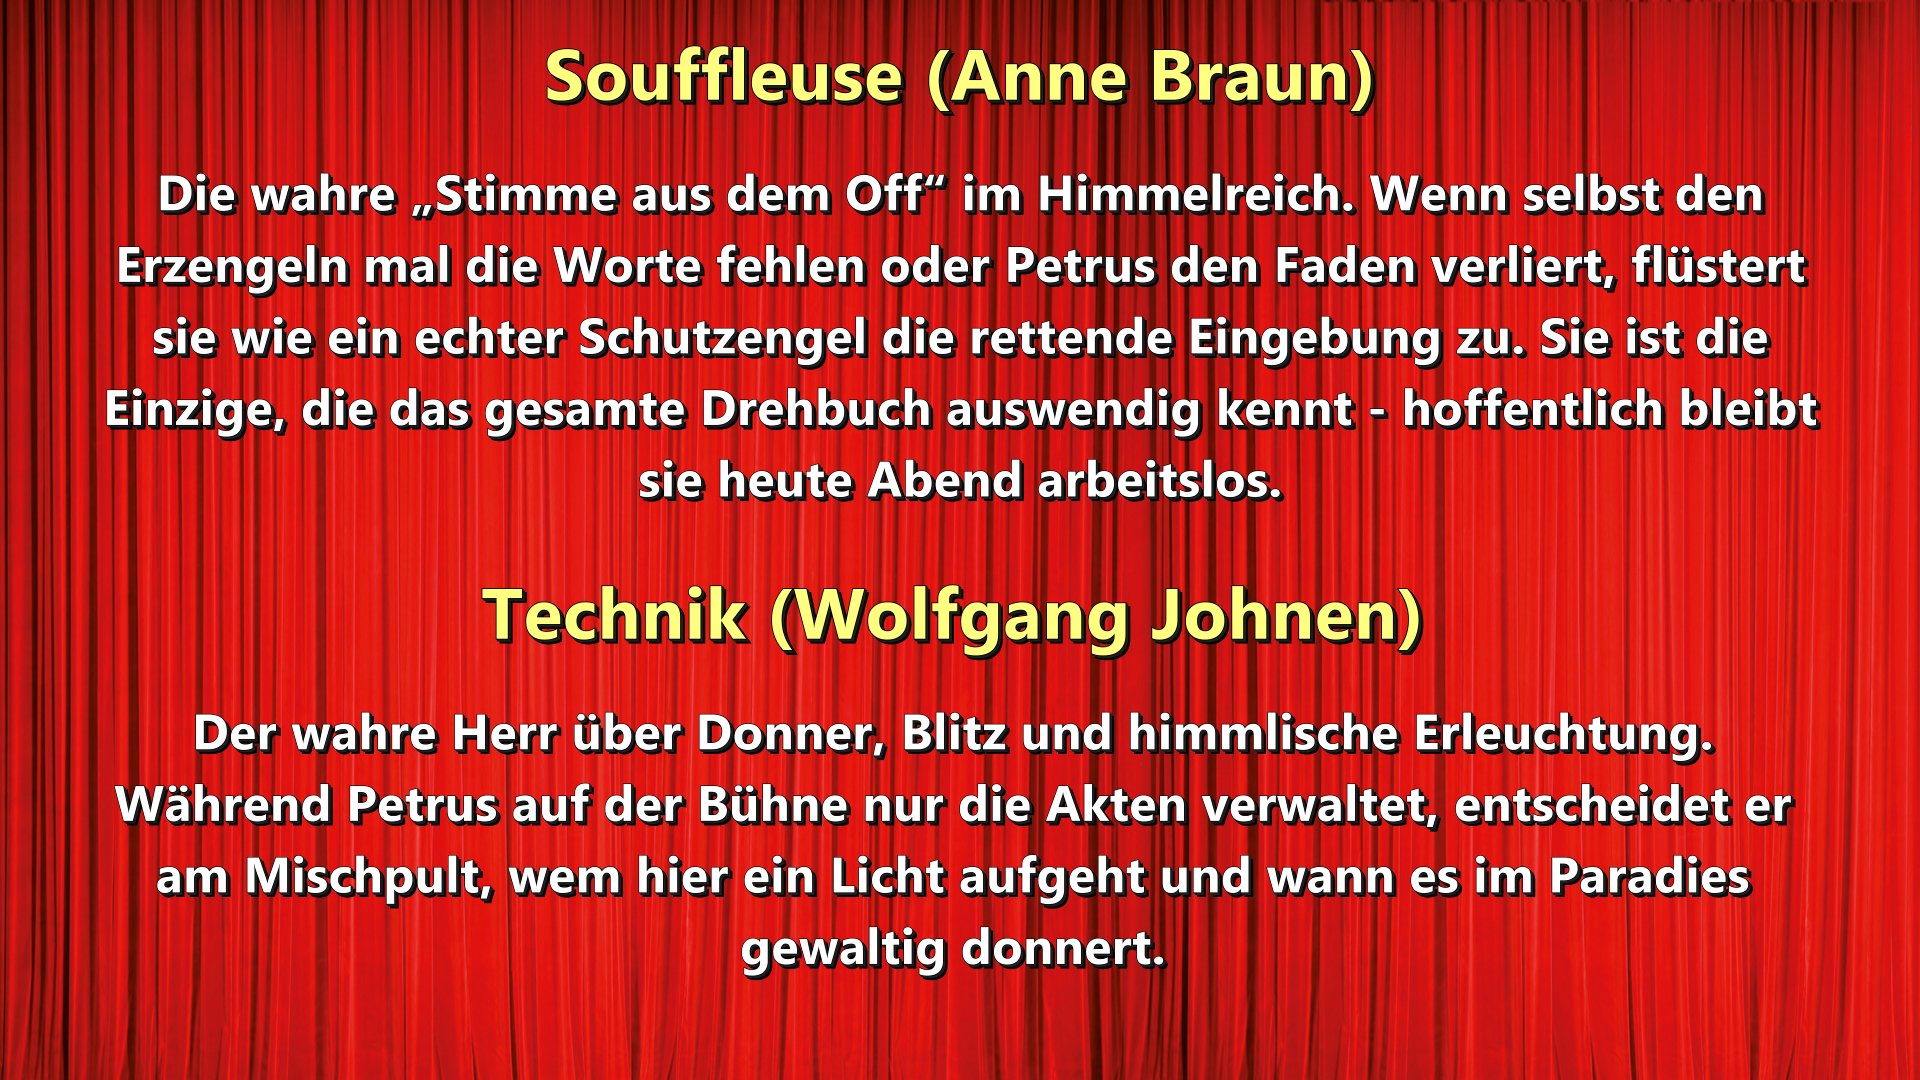 Souffleuse (Anne Braun)
Die wahre „Stimme aus dem Off“ im Himmelreich. Wenn selbst den
Erzengeln mal die Worte fehlen oder Petrus den Faden verliert, flüstert
sie wie ein echter Schutzengel die rettende Eingebung zu. Sie ist die
Einzige, die das gesamte Drehbuch auswendig kennt - hoffentlich bleibt
sie heute Abend arbeitslos.
Technik (Wolfgang Johnen)
Der wahre Herr über Donner, Blitz und himmlische Erleuchtung.
Während Petrus auf der Bühne nur die Akten verwaltet, entscheidet er
am Mischpult, wem hier ein Licht aufgeht und wann es im Paradies
gewaltig donnert.